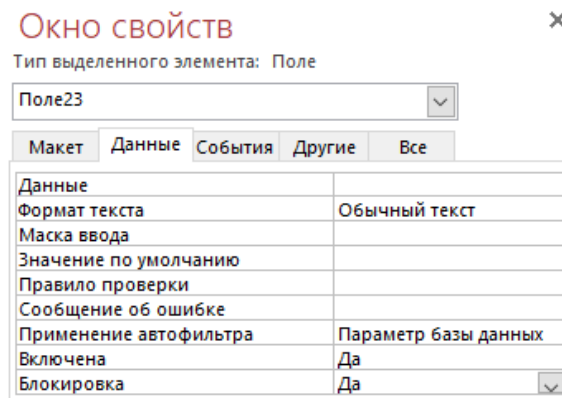 Окно свойств
Тип выделенного элемента: Поле
Поле23
Макет Данные События Другие Все
Данные
Формат текста Обычный текст
Маска ввода
Значение по умолчанию
Правило проверки
Сообщение об ошибке
Применение автофильтра Параметр базы данных
Включена Да
Блокировка Да